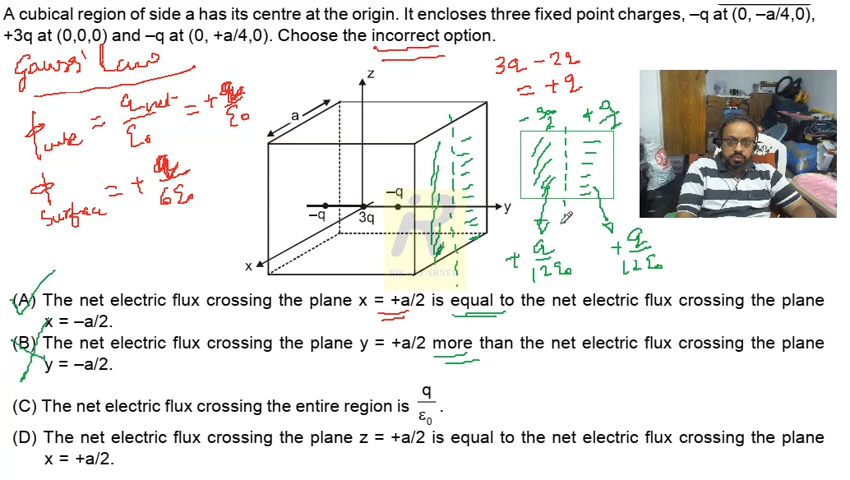 A cubical region of side a has its centre at the origin. It encloses three fixed point charges, –q at (0, –a/4,0),
+3q at (0,0,0) and –q at (0, +a/4,0). Choose the incorrect option.
Gauss' Law
3q - 2q
= + q
ϕcube = q net / ε0 = + q / ε0
ϕ surface = + q / 6ε0
z
a
+ q/2
–q
–q
3q
y
x
+ q / 12ε0
+ q / 12ε0
(A) The net electric flux crossing the plane x = +a/2 is equal to the net electric flux crossing the plane
x = –a/2.
(B) The net electric flux crossing the plane y = +a/2 more than the net electric flux crossing the plane
y = –a/2.
(C) The net electric flux crossing the entire region is q/ε0.
(D) The net electric flux crossing the plane z = +a/2 is equal to the net electric flux crossing the plane
x = +a/2.